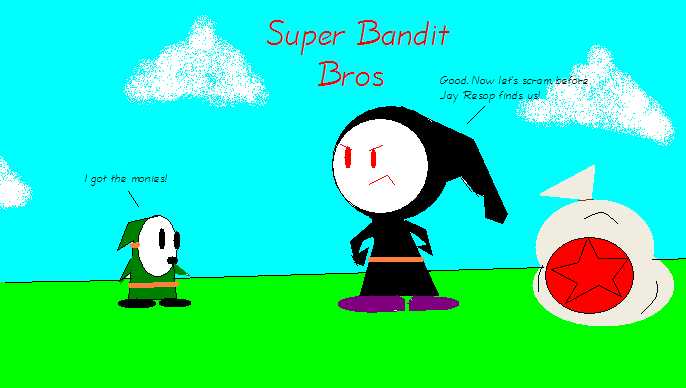 Super Bandit
Bros
Good. Now let's scram before
Jay Resop finds us!
I got the monies!